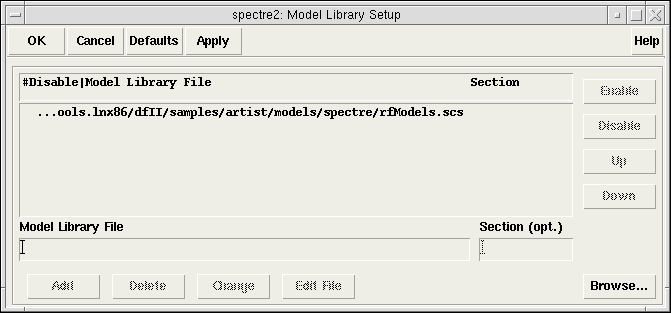 spectre2: Model Library Setup
OK Cancel Defaults Apply Help
#Disable|Model Library File Section
...ools.lnx86/dfII/samples/artist/models/spectre/rfModels.scs
Enable
Disable
Up
Down
Model Library File Section (opt.)
Add Delete Change Edit File Browse...